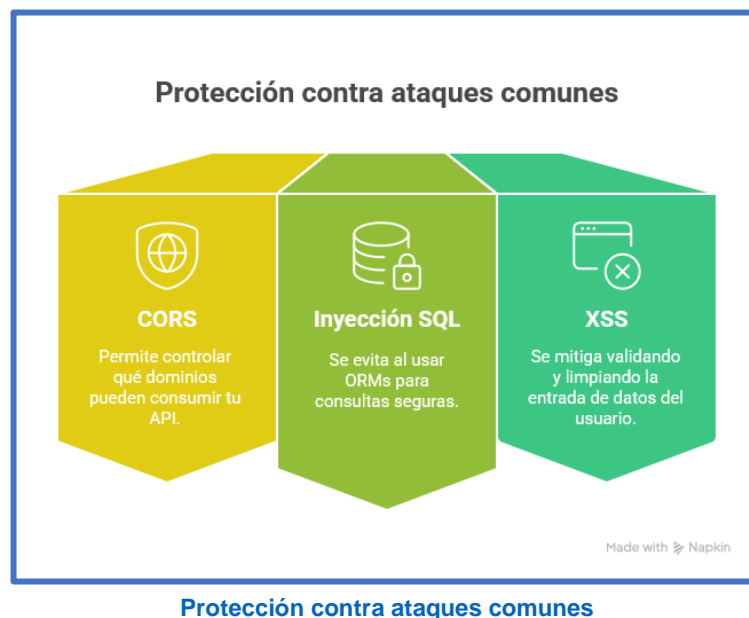 Protección contra ataques comunes
CORS
Permite controlar
qué dominios
pueden consumir tu
API.
Inyección SQL
Se evita al usar
ORMs para
consultas seguras.
XSS
Se mitiga validando
y limpiando la
entrada de datos del
usuario.
Made with Napkin
Protección contra ataques comunes